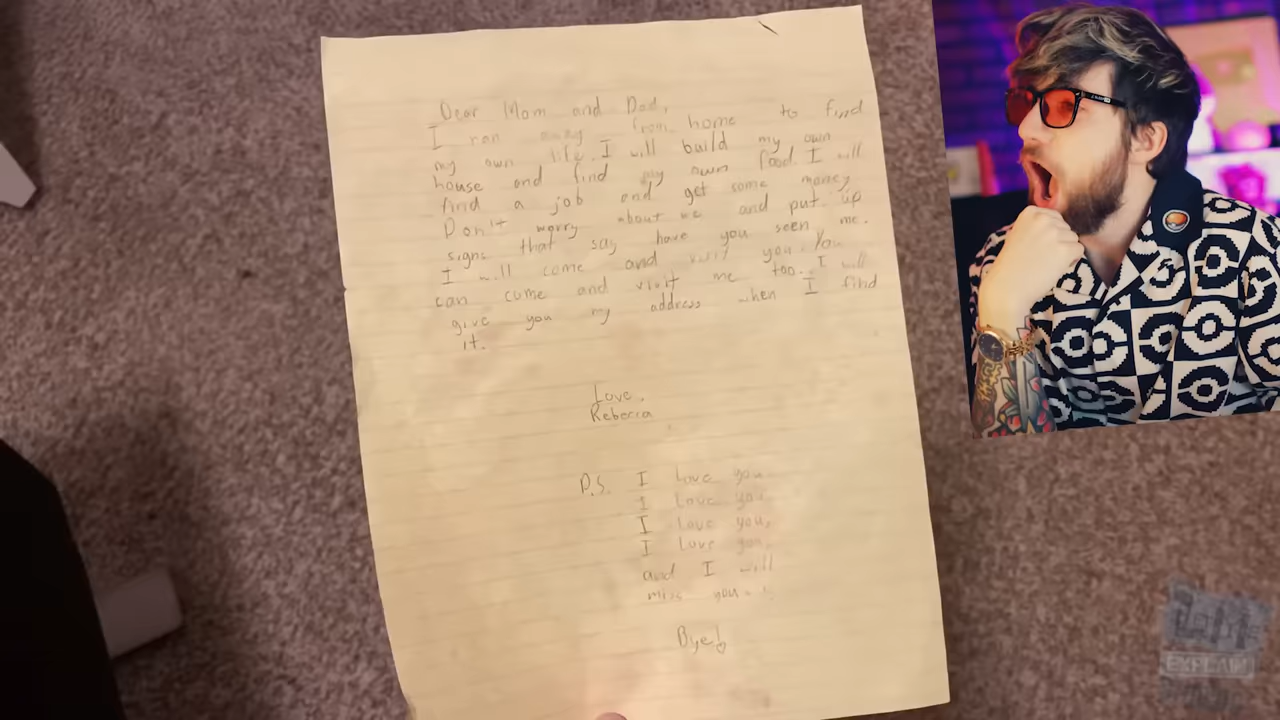 Dear Mom and Dad,
I ran away from home to find
my own life. I will build my own
house and find my own food. I will
find a job and get some money.
Don't worry about me and put up
signs that say have you seen me.
I will come and visit you. You
can come and visit me too. I will
give you my address when I find
it.
Love,
Rebecca
P.S. I Love you
I Love you
I Love you,
I Love you,
and I will
miss you.
Bye!
EXPLAIN